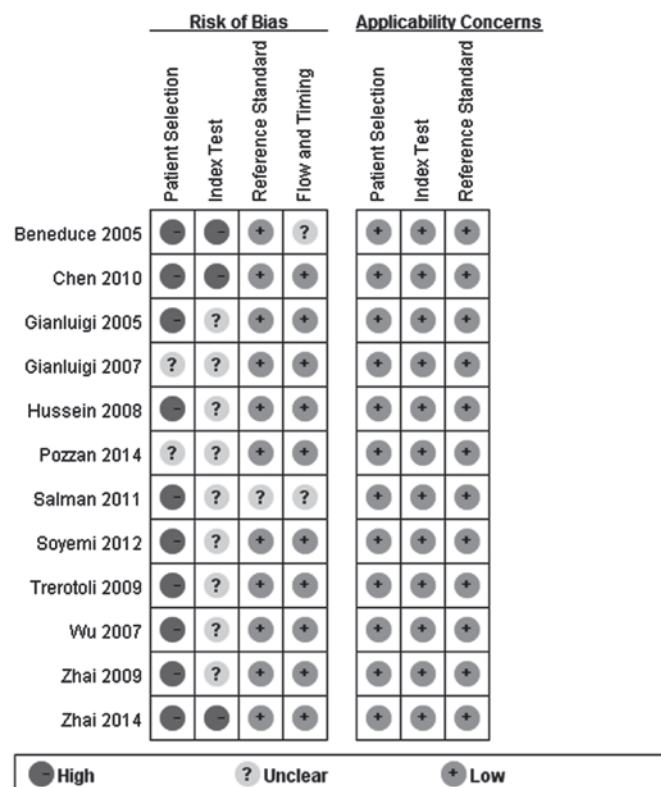 Risk of Bias Applicability Concerns
Patient Selection Index Test Reference Standard Flow and Timing Patient Selection Index Test Reference Standard
Beneduce 2005 - - + ? + + +
Chen 2010 - - + + + + +
Gianluigi 2005 - ? + + + + +
Gianluigi 2007 ? ? + + + + +
Hussein 2008 - ? + + + + +
Pozzan 2014 ? ? + + + + +
Salman 2011 - ? ? ? + + +
Soyemi 2012 - ? + + + + +
Trerotoli 2009 - ? + + + + +
Wu 2007 - ? + + + + +
Zhai 2009 - ? + + + + +
Zhai 2014 - - + + + + +
- High ? Unclear + Low